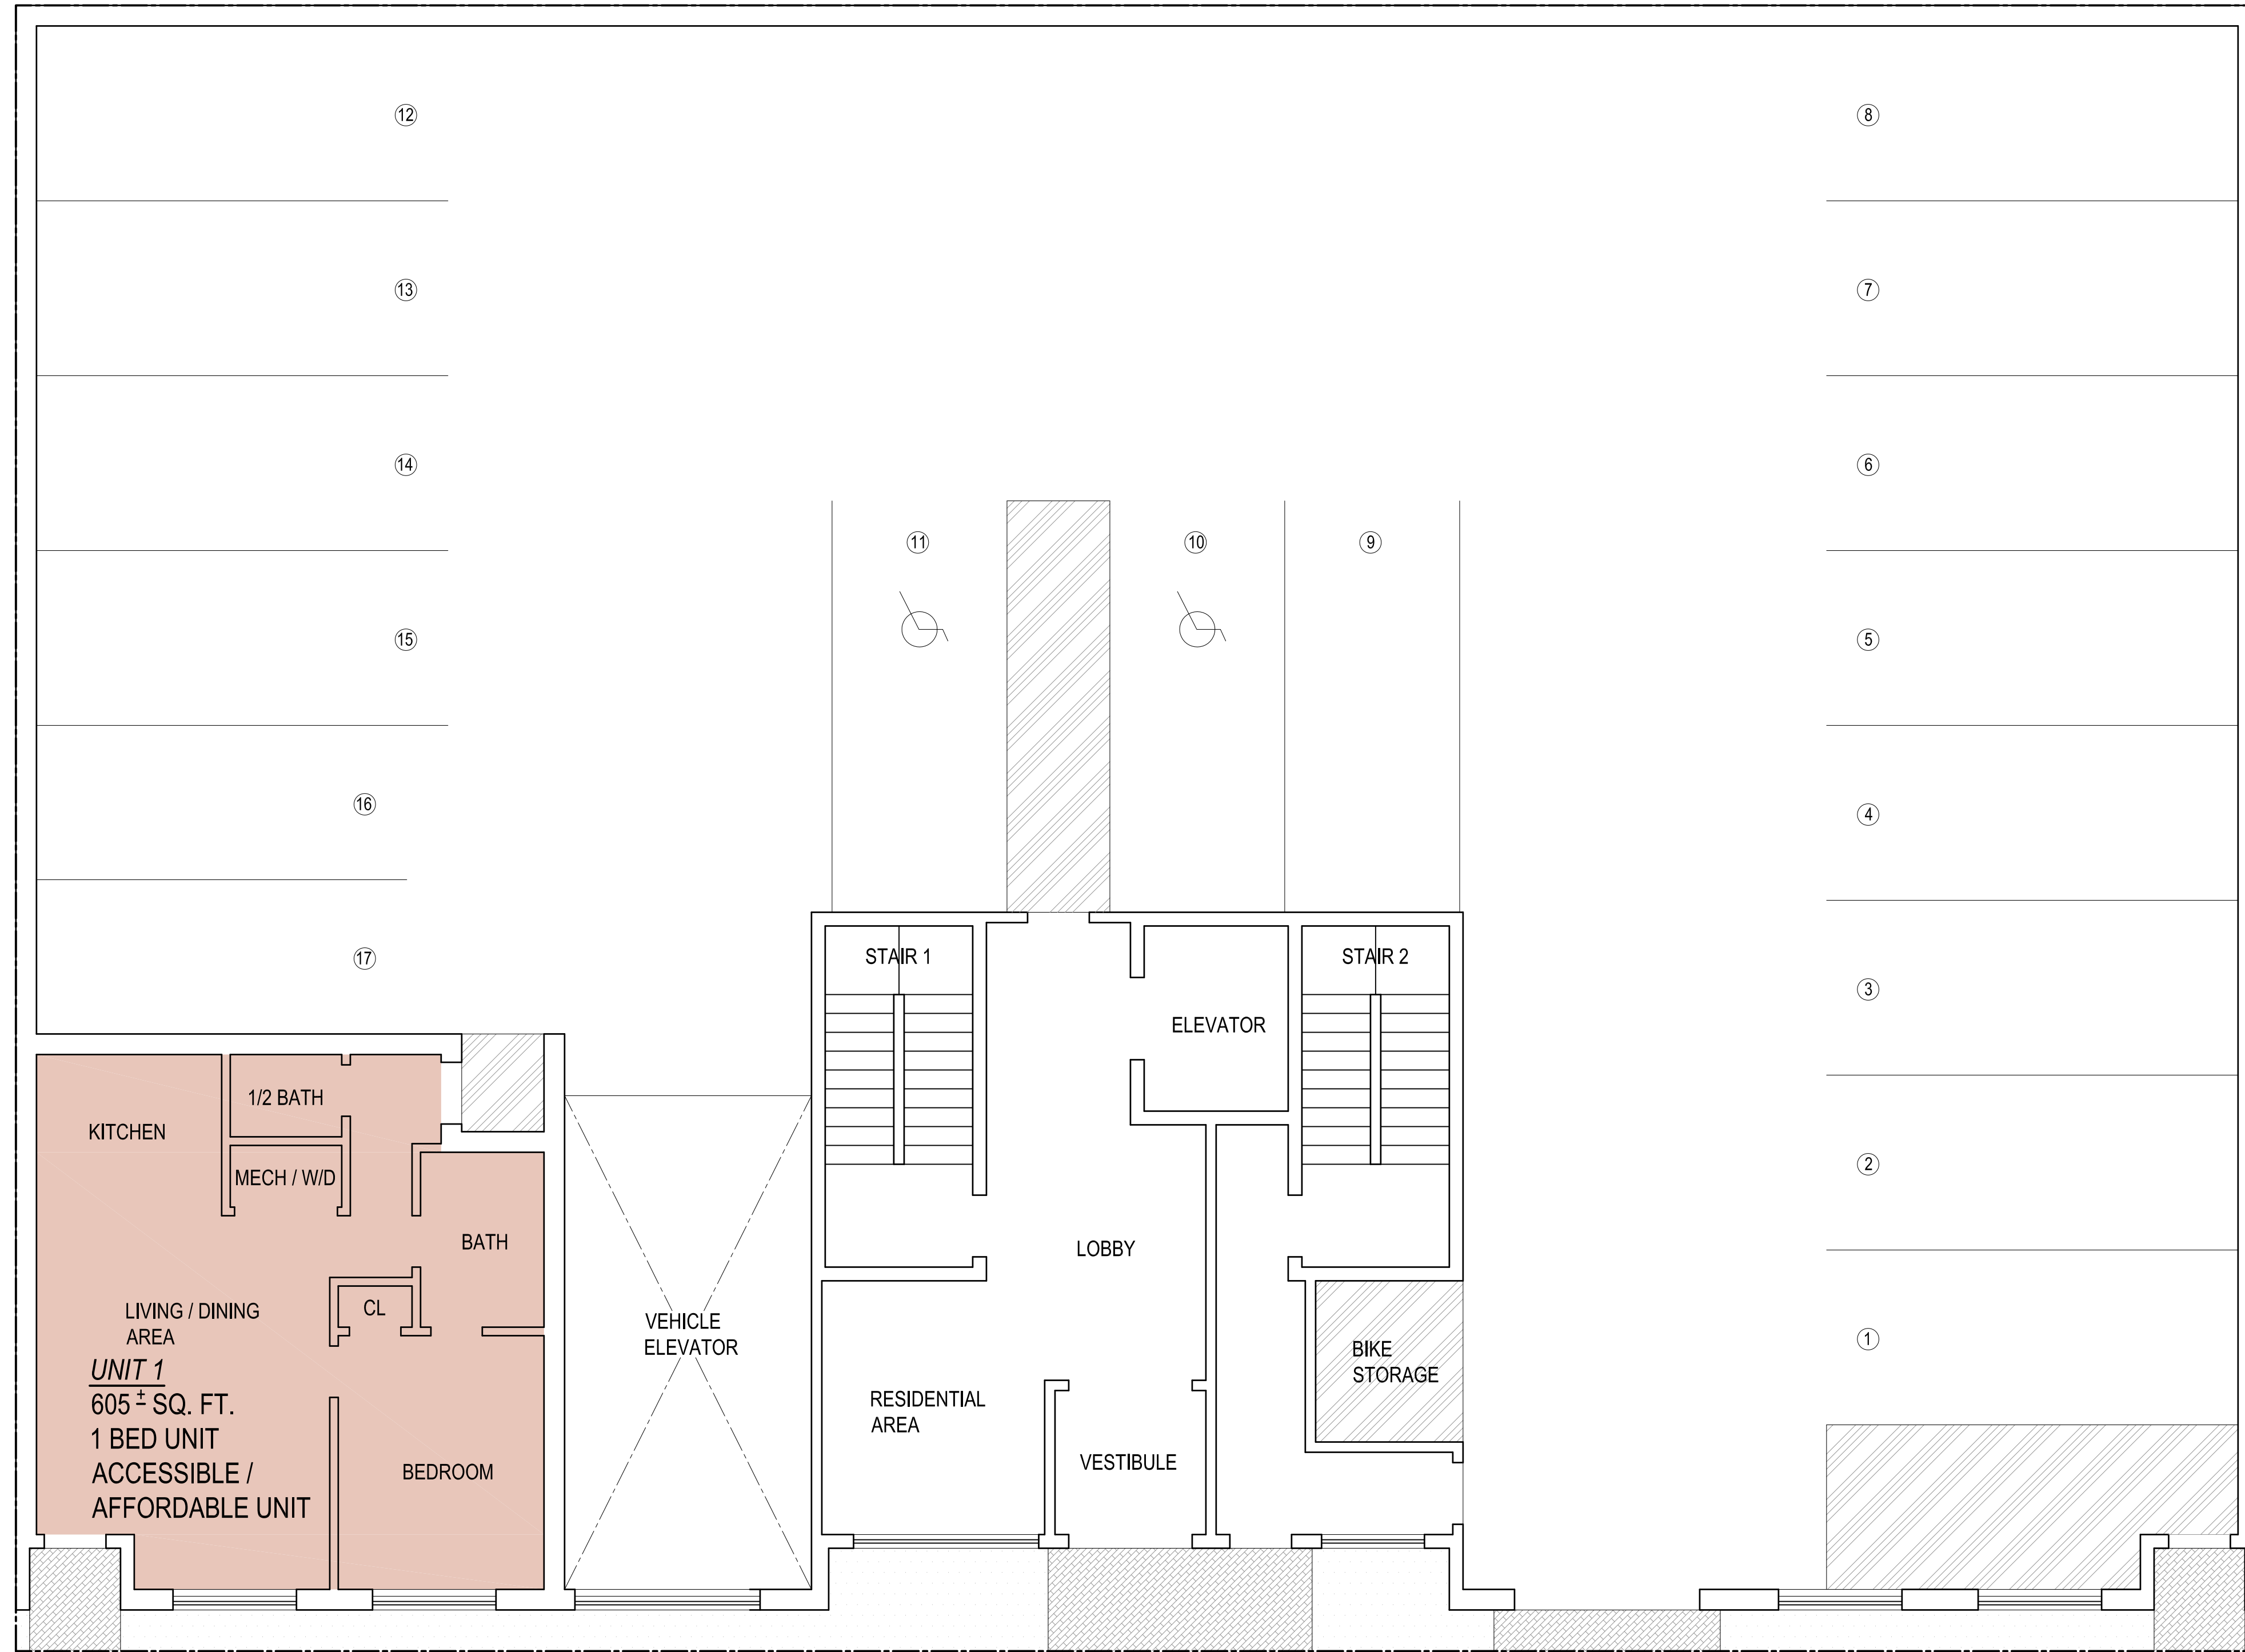 12
8
13
7
14
6
11
10
9
15
5
16
4
17
STAIR 1
STAIR 2
3
ELEVATOR
1/2 BATH
KITCHEN
MECH / W/D
2
BATH
LOBBY
CL
LIVING / DINING
AREA
VEHICLE
ELEVATOR
1
BIKE
STORAGE
UNIT 1
605 ± SQ. FT.
1 BED UNIT
ACCESSIBLE /
AFFORDABLE UNIT
RESIDENTIAL
AREA
VESTIBULE
BEDROOM